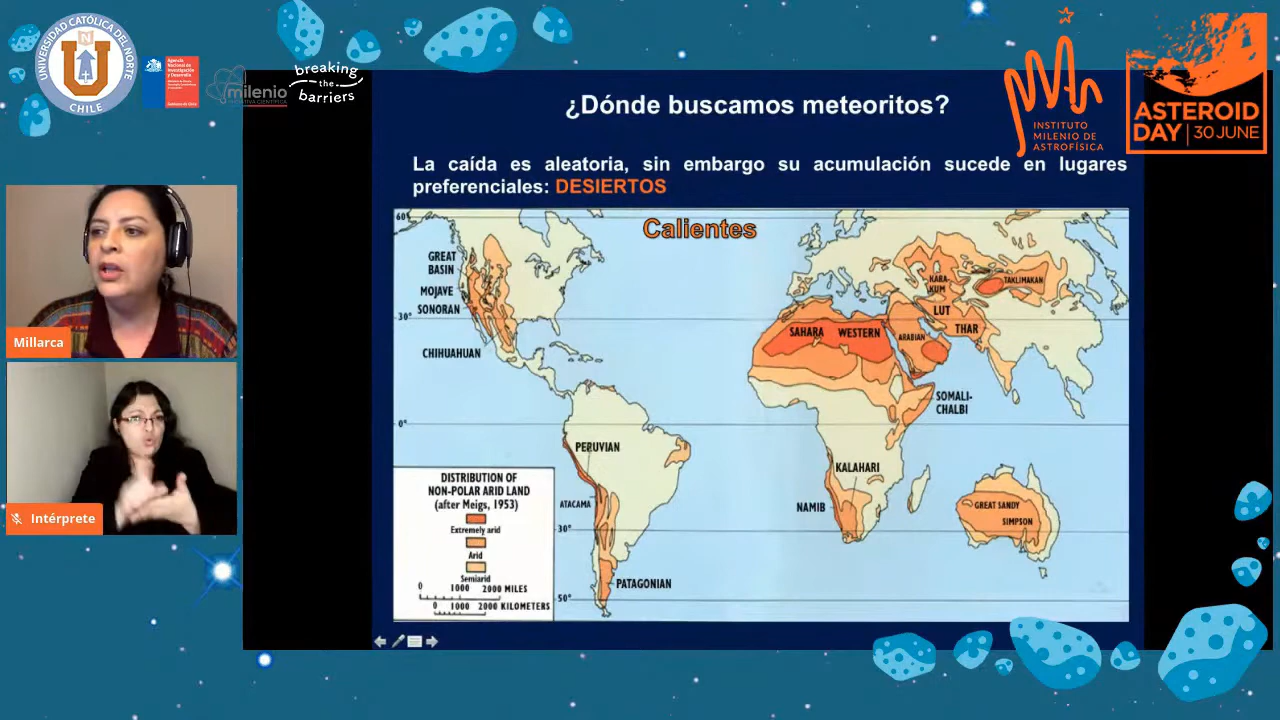 UNIVERSIDAD CATÓLICA DEL NORTE
CHILE
Agencia
Nacional de
Investigación
y Desarrollo
milenio
breaking
the
barriers
INSTITUTO
MILENIO DE
ASTROFÍSICA
ASTEROID
DAY | 30 JUNE
¿Dónde buscamos meteoritos?
La caída es aleatoria, sin embargo su acumulación sucede en lugares
preferenciales: DESIERTOS
Calientes
60°
GREAT
BASIN
MOJAVE
SONORAN
30°
CHIHUAHUAN
KARA-
KUM
TAKLIMAKAN
LUT
THAR
SAHARA
WESTERN
ARABIAN
SOMALI-
CHALBI
0°
PERUVIAN
ATACAMA
30°
PATAGONIAN
50°
KALAHARI
NAMIB
GREAT SANDY
SIMPSON
DISTRIBUTION OF
NON-POLAR ARID LAND
(after Meigs, 1953)
Extremely arid
Arid
Semiarid
0 1000 2000 MILES
0 1000 2000 KILOMETERS
Millarca
Intérprete